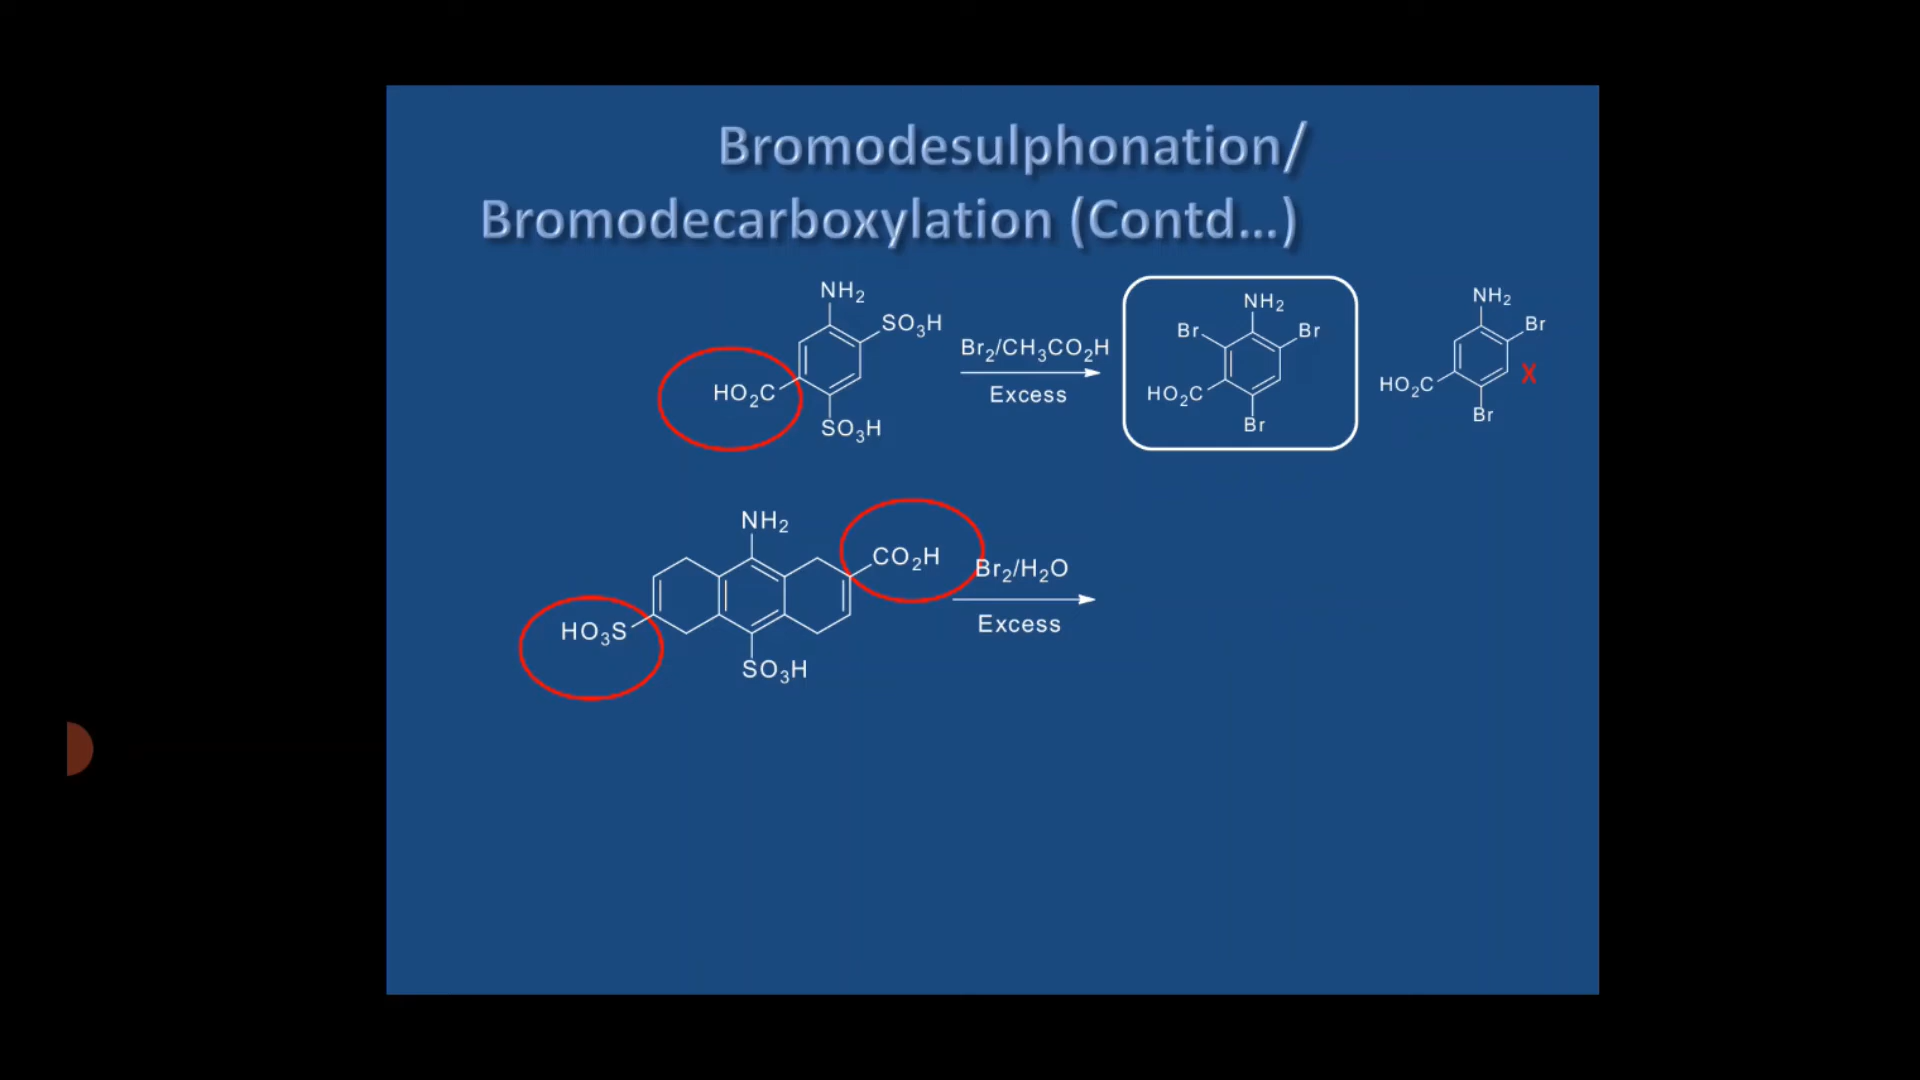 Bromodesulphonation/
Bromodecarboxylation (Contd...)
NH2
SO3H
HO2C
SO3H
Br2/CH3CO2H
Excess
NH2
Br
Br
HO2C
Br
NH2
Br
HO2C
X
Br
NH2
CO2H
HO3S
SO3H
Br2/H2O
Excess